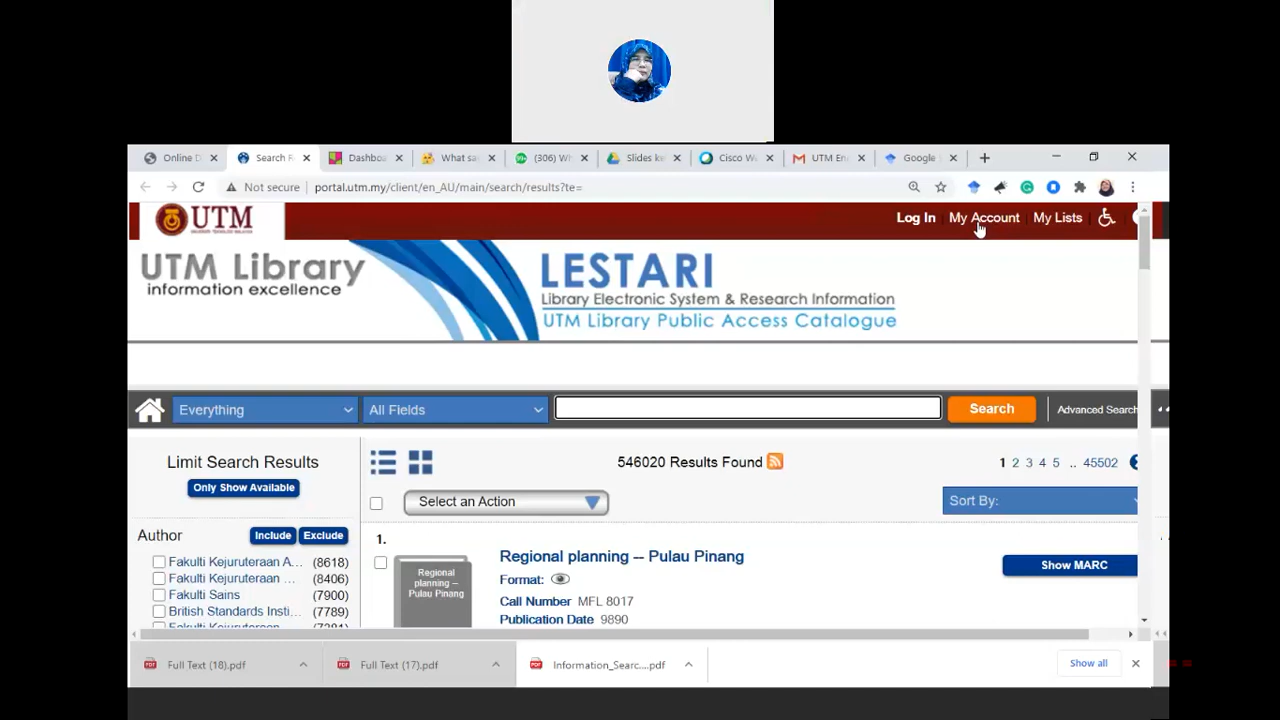 Online D
Search R
Dashboa
What sa
(306) W
Slides k
Cisco W
UTM En
Google
Not secure
portal.utm.my/client/en_AU/main/search/results?te=
UTM
UNIVERSITI TEKNOLOGI MALAYSIA
Log In
My Account
My Lists
UTM Library
information excellence
LESTARI
Library Electronic System & Research Information
UTM Library Public Access Catalogue
Everything
All Fields
Search
Advanced Search
Limit Search Results
Only Show Available
546020 Results Found
1 2 3 4 5 .. 45502
Select an Action
Sort By:
Author
Include
Exclude
Fakulti Kejuruteraan A... (8618)
Fakulti Kejuruteraan ... (8406)
Fakulti Sains (7900)
British Standards Insti... (7789)
1.
Regional planning -- Pulau Pinang
Regional
planning --
Pulau Pinang
Format:
Show MARC
Call Number MFL 8017
Publication Date 9890
Full Text (18).pdf
Full Text (17).pdf
Information_Searc....pdf
Show all